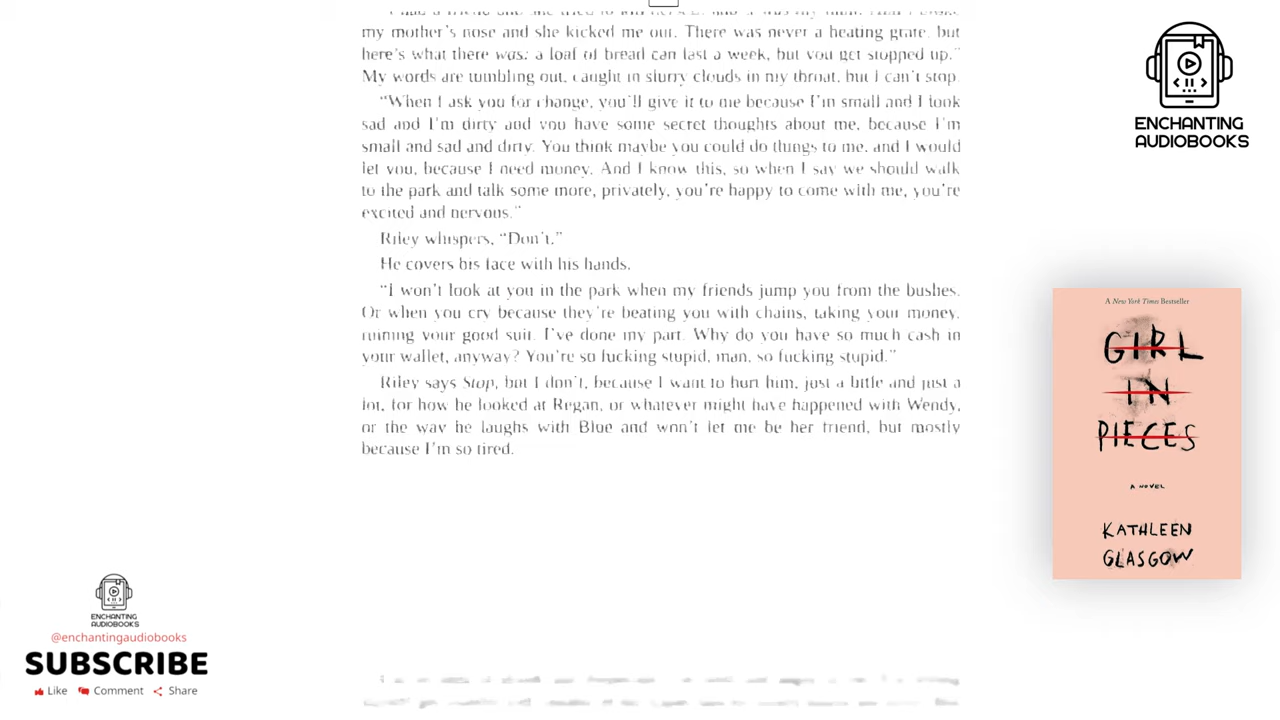 my mother's nose and she kicked me out. There was never a heating grate, but
here's what there was: a loaf of bread can last a week, but you get stopped up."
My words are tumbling out, caught in slurry clouds in my throat, but I can't stop.
"When I ask you for change, you'll give it to me because I'm small and I look
sad and I'm dirty and you have some secret thoughts about me, because I'm
small and sad and dirty. You think maybe you could do things to me, and I would
let you, because I need money. And I know this, so when I say we should walk
to the park and talk some more, privately, you're happy to come with me, you're
excited and nervous."
Riley whispers, "Don't."
He covers his face with his hands.
"I won't look at you in the park when my friends jump you from the bushes.
Or when you cry because they're beating you with chains, taking your money,
ruining your good suit. I've done my part. Why do you have so much cash in
your wallet, anyway? You're so fucking stupid, man, so fucking stupid."
Riley says Stop, but I don't, because I want to hurt him, just a little and just a
lot, for how he looked at Regan, or whatever might have happened with Wendy,
or the way he laughs with Blue and won't let me be her friend, but mostly
because I'm so tired.
ENCHANTING
AUDIOBOOKS
A New York Times Bestseller
GIRL
IN
PIECES
A NOVEL
KATHLEEN
GLASGOW
ENCHANTING
AUDIOBOOKS
@enchantingaudiobooks
SUBSCRIBE
Like Comment Share